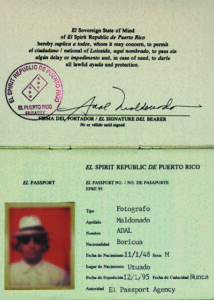 El Sovereign State of Mind
of El Spirit Republic de Puerto Rico
hereby suplica a todos, whom it may concern, to permit
el ciudadano / national of Loisaida, aquí nombrado, to pass sin
algún delay or impedimento and, in case of need, to darle
all lawful ayuda and protection.
EL SPIRIT REPUBLIC DE PUERTO RICO
EL PUERTO RICO
EMBASSY
Adál Maldonado
FIRMA DEL PORTADOR / EL SIGNATURE DEL BEARER
No es válido until signed
EL SPIRIT REPUBLIC DE PUERTO RICO
EL PASSPORT
EL PASSPORT NO. / NO. DE PASAPORTE
Tipo Fotografo
Apellido Maldonado
Nombre ADAL
Nacionalidad Boricua
Fecha de Nacimiento 11/1/48 Sexo M
Lugar de Nacimiento Utuado
Fecha de Expedición 12/1/95 Fecha de Caducidad Nunca
Autoridad El Passport Agency